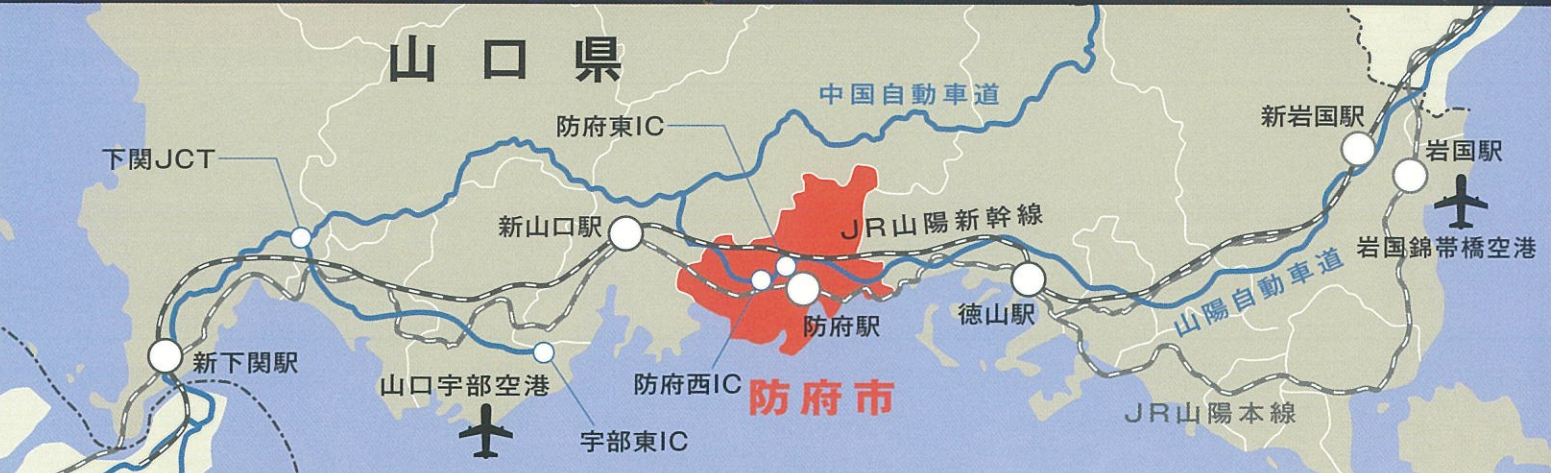 山口県
中国自動車道
防府東IC
新岩国駅
下関JCT
岩国駅
新山口駅
JR山陽新幹線
岩国錦帯橋空港
山陽自動車道
徳山駅
防府駅
新下関駅
山口宇部空港
防府西IC
防府市
JR山陽本線
宇部東IC